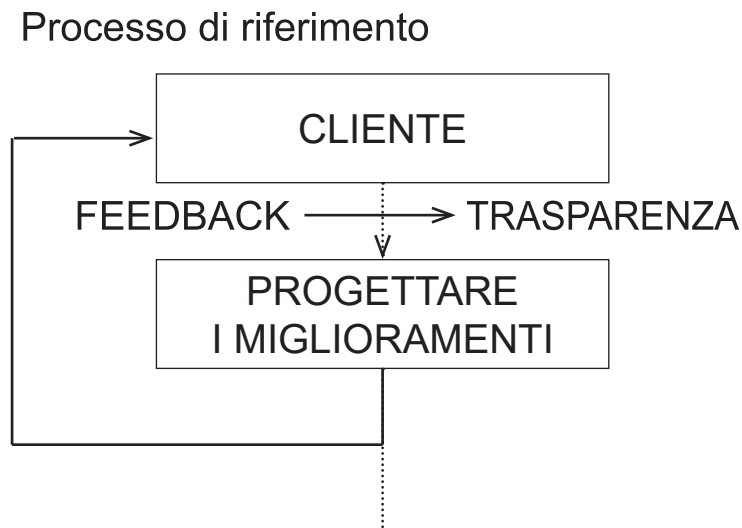 Processo di riferimento
CLIENTE
FEEDBACK TRASPARENZA
PROGETTARE
I MIGLIORAMENTI